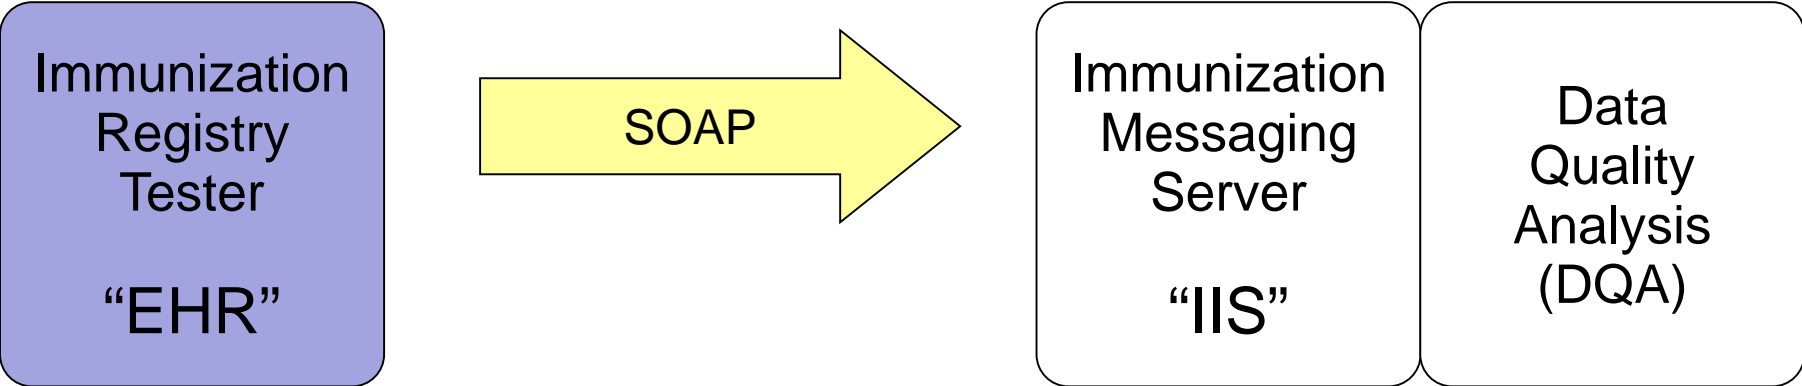 Immunization
Registry
Tester
“EHR”
SOAP
Immunization
Messaging
Server
“IIS”
Data
Quality
Analysis
(DQA)